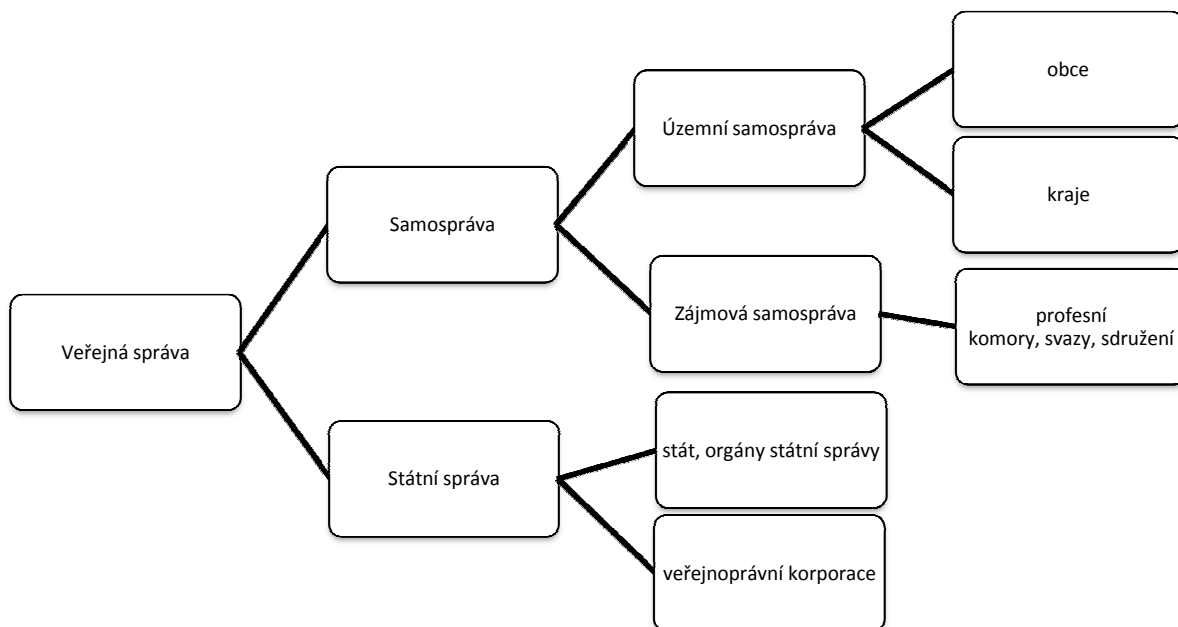 Veřejná správa
Samospráva
Územní samospráva
obce
kraje
Zájmová samospráva
profesní
komory, svazy, sdružení
Státní správa
stát, orgány státní správy
veřejnoprávní korporace